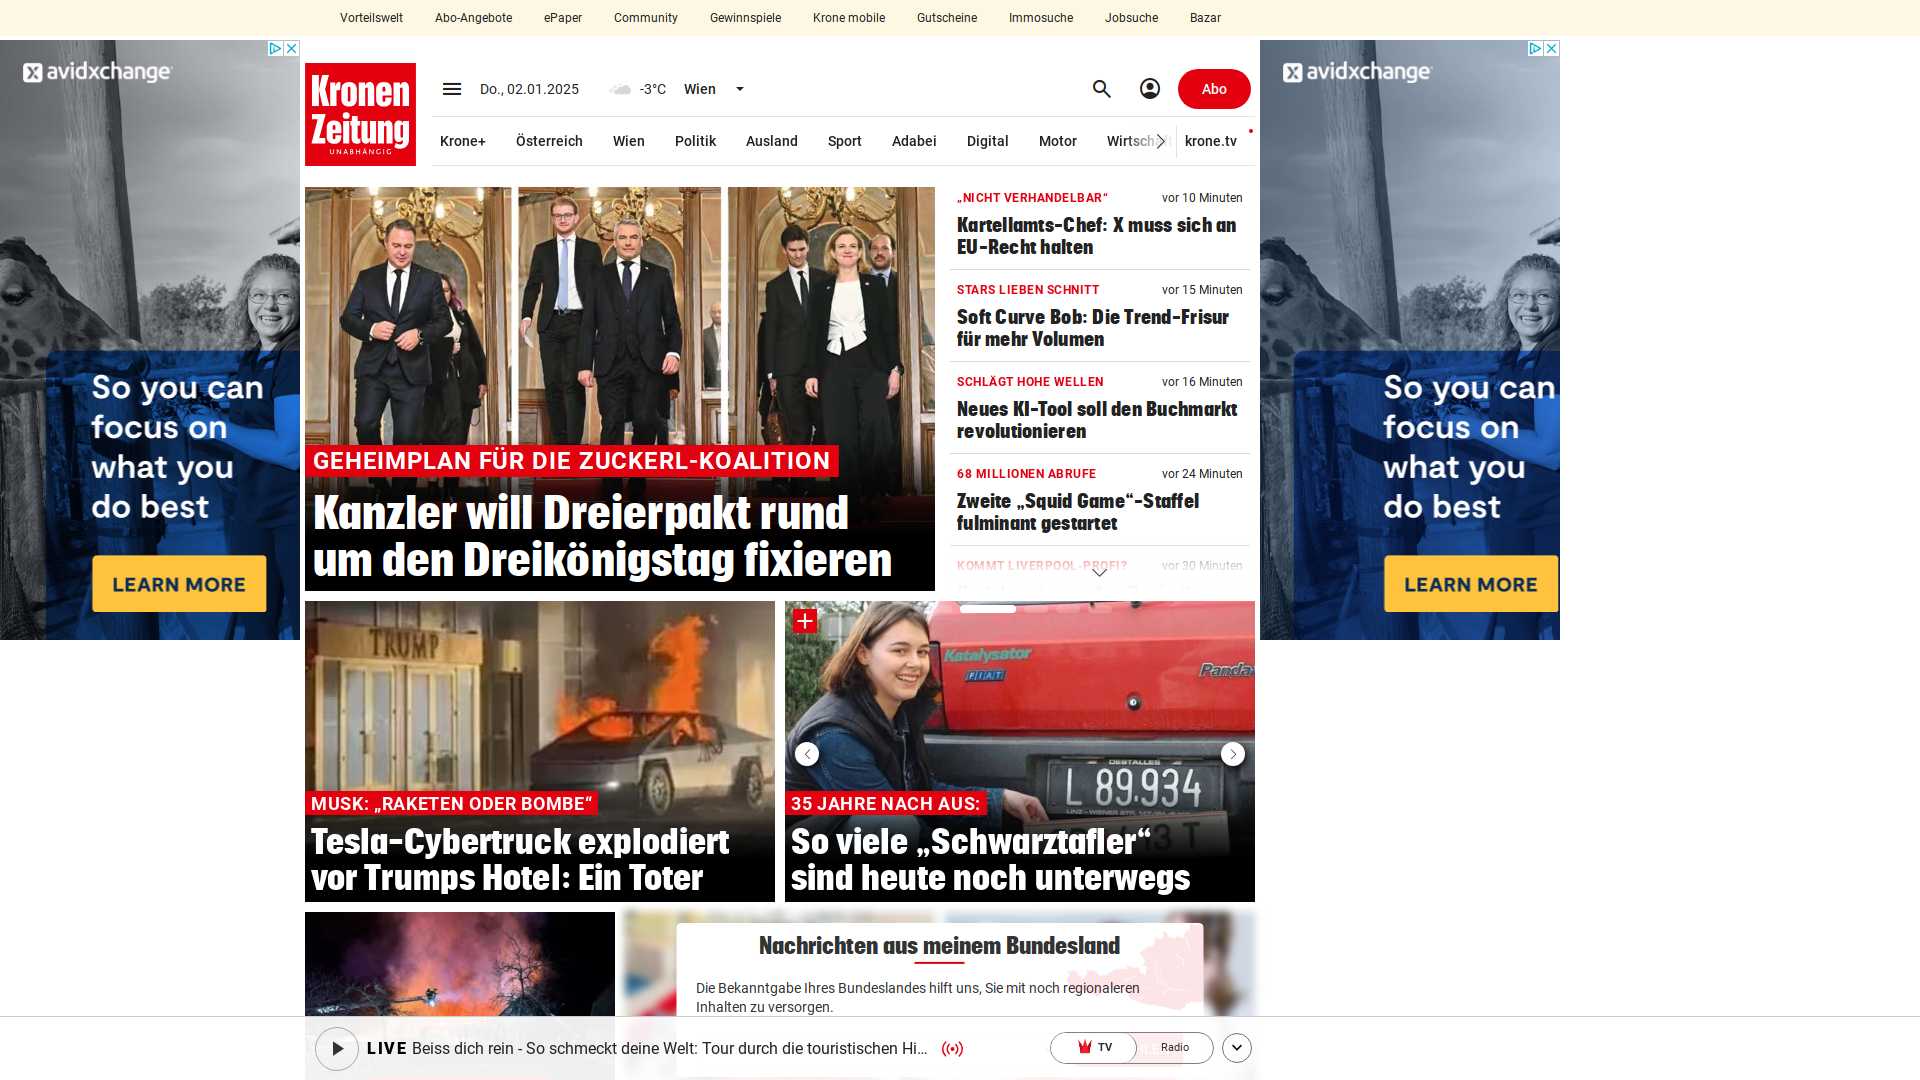 Vorteilswelt Abo-Angebote ePaper Community Gewinnspiele Krone mobile Gutscheine Immosuche Jobsuche Bazar
avidxchange
So you can
focus on
what you
do best
LEARN MORE
Kronen
Zeitung
UNABHÄNGIG
Do., 02.01.2025 -3°C Wien
Abo
Krone+ Österreich Wien Politik Ausland Sport Adabei Digital Motor Wirtschaft krone.tv
GEHEIMPLAN FÜR DIE ZUCKERL-KOALITION
Kanzler will Dreierpakt rund
um den Dreikönigstag fixieren
„NICHT VERHANDELBAR“ vor 10 Minuten
Kartellamts-Chef: X muss sich an
EU-Recht halten
STARS LIEBEN SCHNITT vor 15 Minuten
Soft Curve Bob: Die Trend-Frisur
für mehr Volumen
SCHLÄGT HOHE WELLEN vor 16 Minuten
Neues KI-Tool soll den Buchmarkt
revolutionieren
68 MILLIONEN ABRUFE vor 24 Minuten
Zweite „Squid Game“-Staffel
fulminant gestartet
KOMMT LIVERPOOL-PROFI? vor 30 Minuten
TRUMP
MUSK: „RAKETEN ODER BOMBE“
Tesla-Cybertruck explodiert
vor Trumps Hotel: Ein Toter
Katalysator
FIAT
Panda
L 89.934
35 JAHRE NACH AUS:
So viele „Schwarztafler“
sind heute noch unterwegs
Nachrichten aus meinem Bundesland
Die Bekanntgabe Ihres Bundeslandes hilft uns, Sie mit noch regionaleren
Inhalten zu versorgen.
LIVE Beiss dich rein - So schmeckt deine Welt: Tour durch die touristischen Hi...
TV Radio
avidxchange
So you can
focus on
what you
do best
LEARN MORE